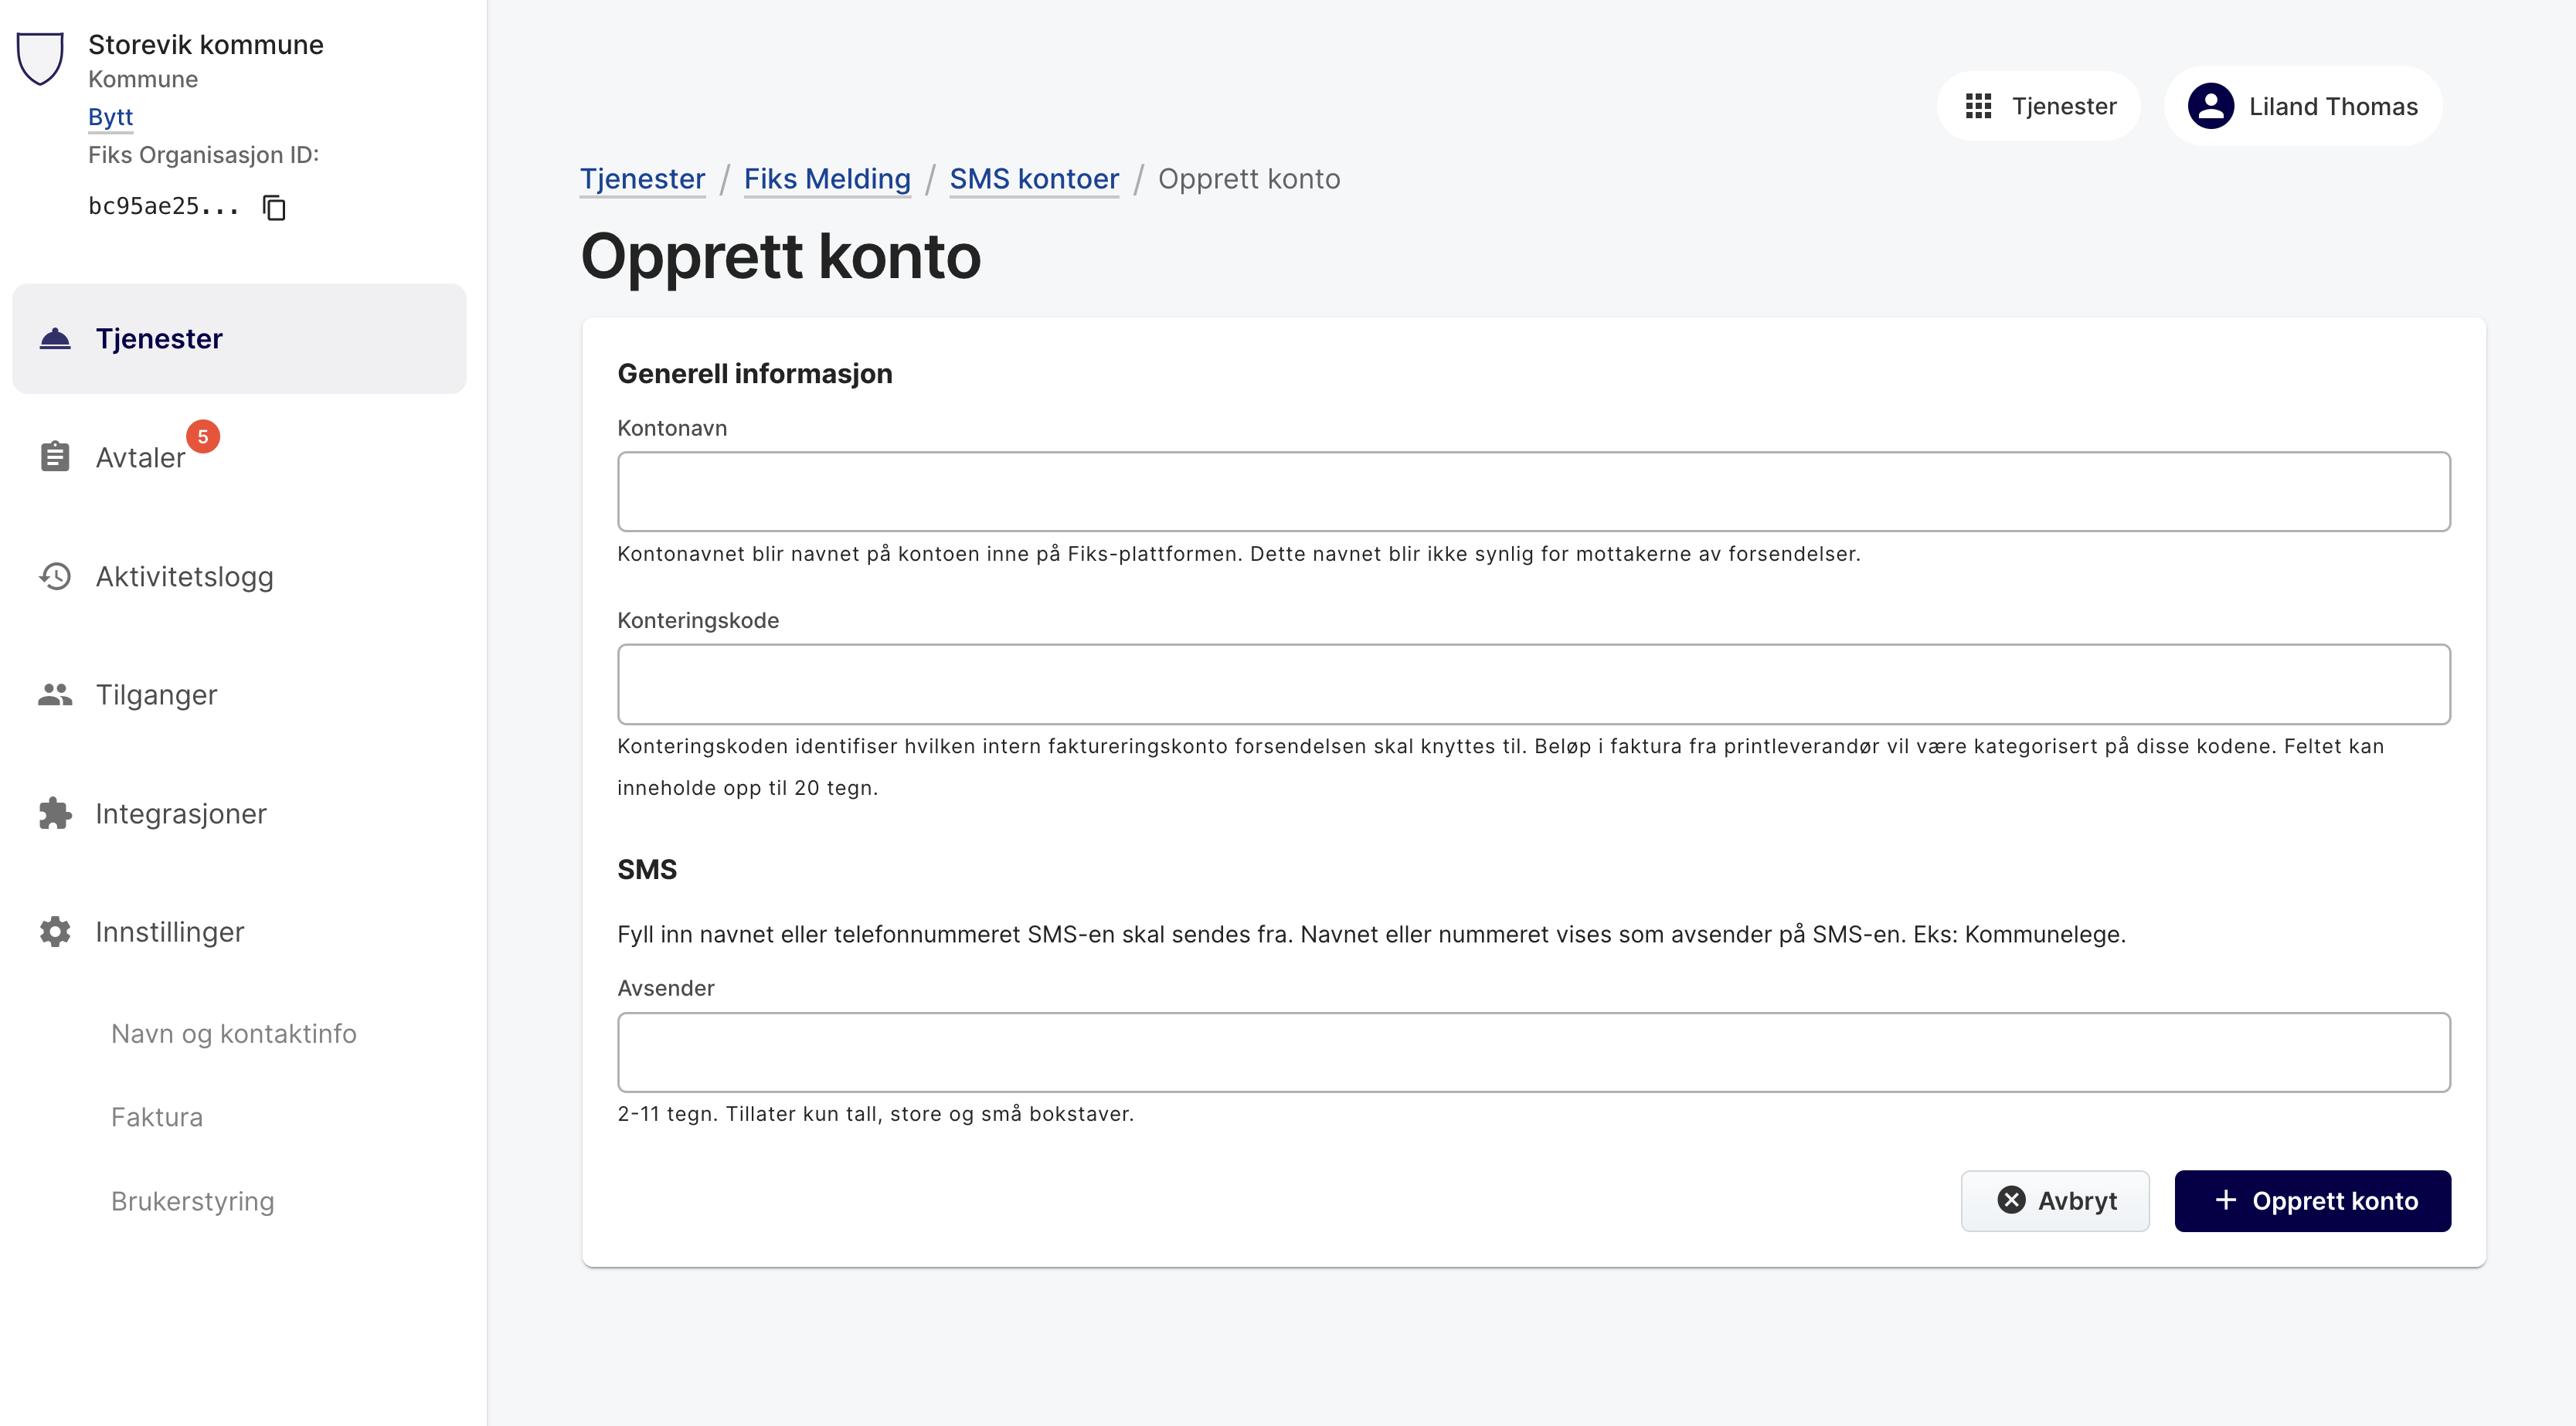 Storevik kommune
Kommune
Bytt
Fiks Organisasjon ID:
bc95ae25...
Tjenester
Avtaler 5
Aktivitetslogg
Tilganger
Integrasjoner
Innstillinger
Navn og kontaktinfo
Faktura
Brukerstyring
Tjenester
Liland Thomas
Tjenester / Fiks Melding / SMS kontoer / Opprett konto
Opprett konto
Generell informasjon
Kontonavn
Kontonavnet blir navnet på kontoen inne på Fiks-plattformen. Dette navnet blir ikke synlig for mottakerne av forsendelser.
Konteringskode
Konteringskoden identifiser hvilken intern faktureringskonto forsendelsen skal knyttes til. Beløp i faktura fra printleverandør vil være kategorisert på disse kodene. Feltet kan
inneholde opp til 20 tegn.
SMS
Fyll inn navnet eller telefonnummeret SMS-en skal sendes fra. Navnet eller nummeret vises som avsender på SMS-en. Eks: Kommunelege.
Avsender
2-11 tegn. Tillater kun tall, store og små bokstaver.
Avbryt
Opprett konto